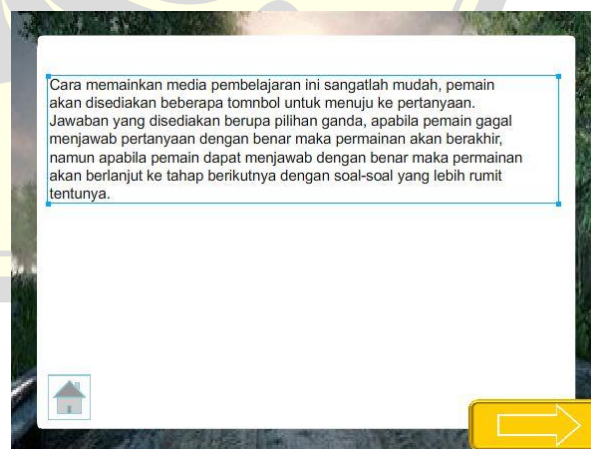 Cara memainkan media pembelajaran ini sangatlah mudah, pemain
akan disediakan beberapa tomnbol untuk menuju ke pertanyaan.
Jawaban yang disediakan berupa pilihan ganda, apabila pemain gagal
menjawab pertanyaan dengan benar maka permainan akan berakhir,
namun apabila pemain dapat menjawab dengan benar maka permainan
akan berlanjut ke tahap berikutnya dengan soal-soal yang lebih rumit
tentunya.